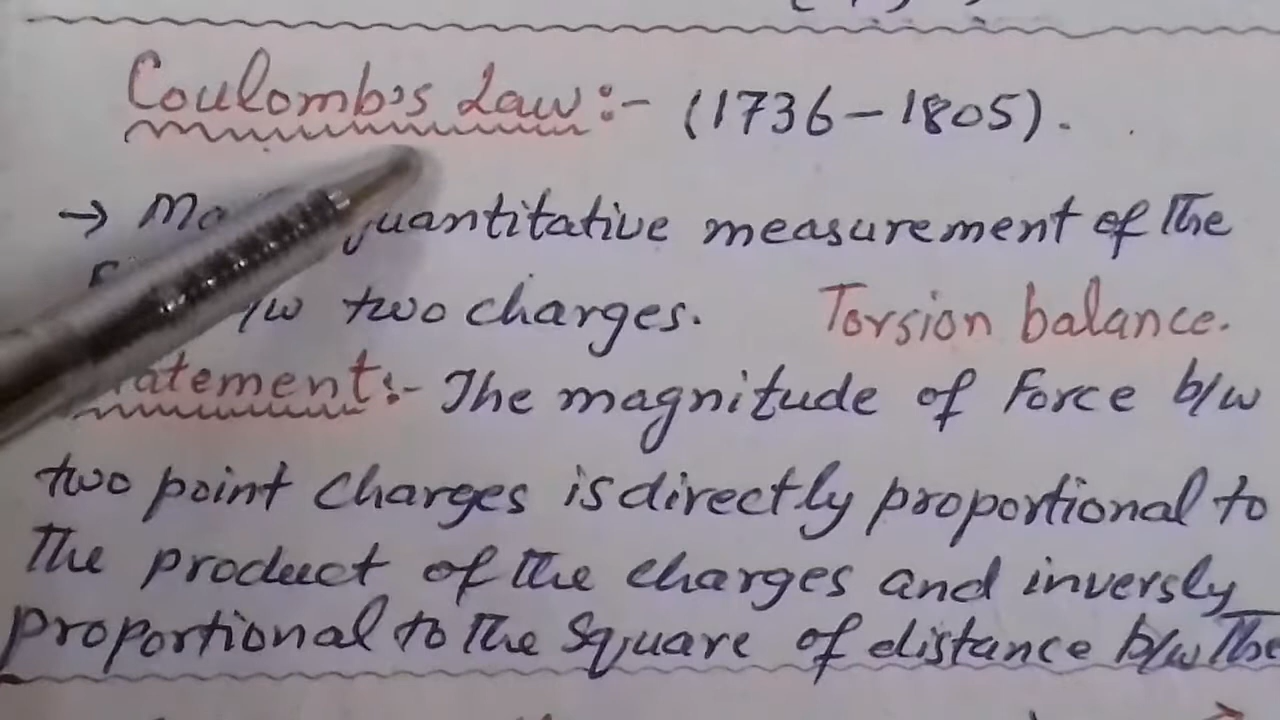 Coulomb's Law:- (1736-1805).
→ quantitative measurement of the
b/w two charges. Torsion balance.
Statement:- The magnitude of Force b/w
two point charges is directly proportional to
The product of the charges and inversly
proportional to the Square of distance b/w The